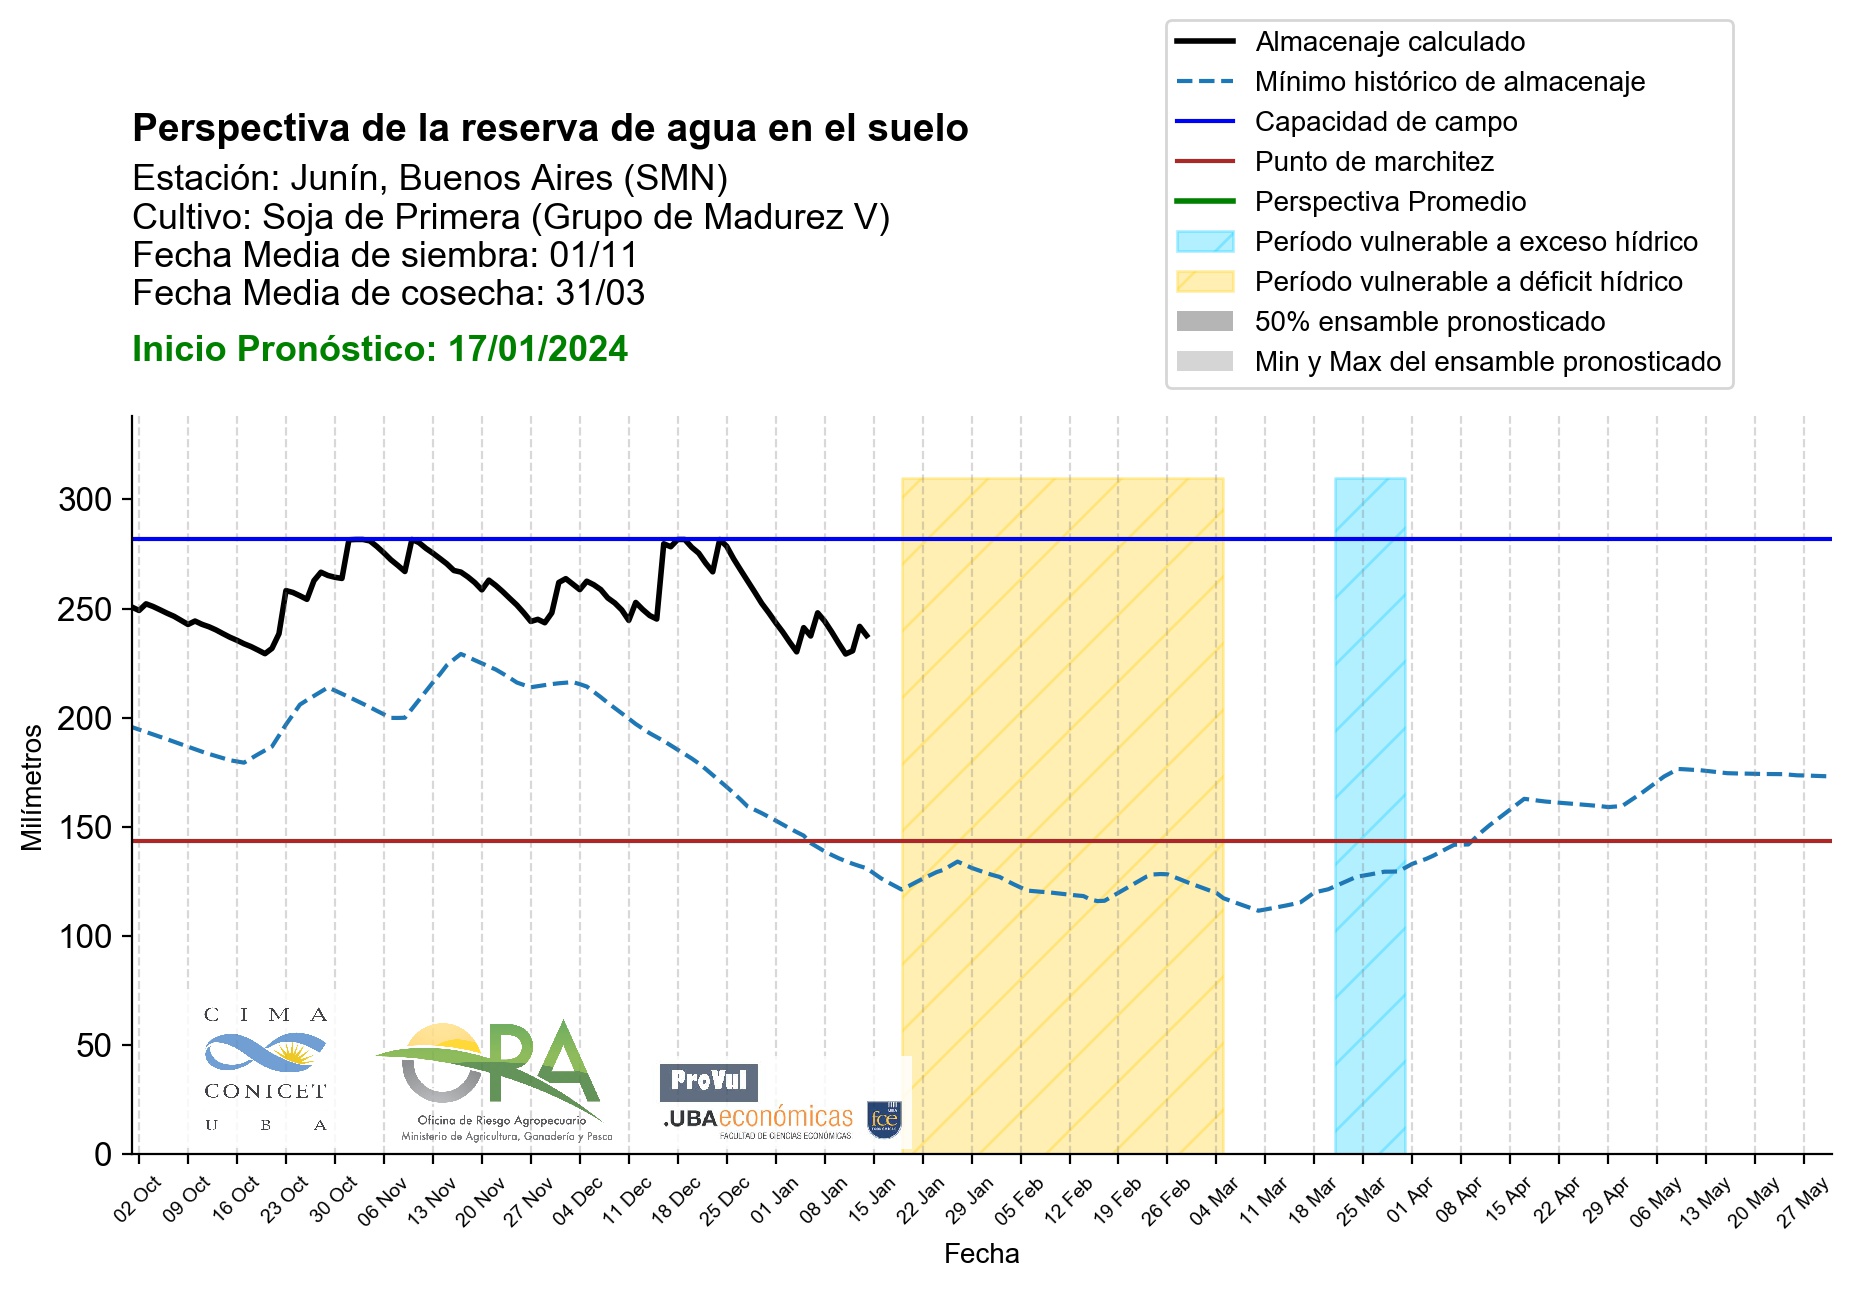 Almacenaje calculado
Mínimo histórico de almacenaje
Capacidad de campo
Punto de marchitez
Perspectiva Promedio
Período vulnerable a exceso hídrico
Período vulnerable a déficit hídrico
50% ensamble pronosticado
Min y Max del ensamble pronosticado
Perspectiva de la reserva de agua en el suelo
Estación: Junín, Buenos Aires (SMN)
Cultivo: Soja de Primera (Grupo de Madurez V)
Fecha Media de siembra: 01/11
Fecha Media de cosecha: 31/03
Inicio Pronóstico: 17/01/2024
300
250
200
150
100
50
0
Milímetros
CIMA
CONICET
UBA
ORA
Oficina de Riesgo Agropecuario
Ministerio de Agricultura, Ganadería y Pesca
ProVul
.UBAeconómicas
FACULTAD DE CIENCIAS ECONÓMICAS
fce
02 Oct
09 Oct
16 Oct
23 Oct
30 Oct
06 Nov
13 Nov
20 Nov
27 Nov
04 Dec
11 Dec
18 Dec
25 Dec
01 Jan
08 Jan
15 Jan
22 Jan
29 Jan
05 Feb
12 Feb
19 Feb
26 Feb
04 Mar
11 Mar
18 Mar
25 Mar
01 Apr
08 Apr
15 Apr
22 Apr
29 Apr
06 May
13 May
20 May
27 May
Fecha